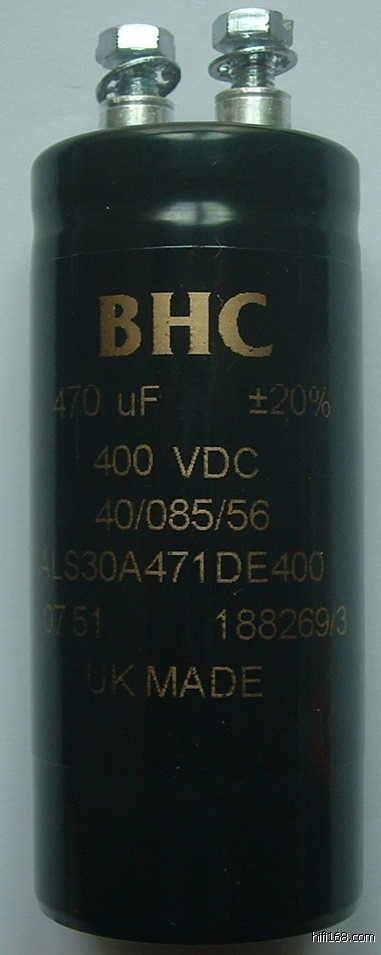 BHC
470 uF ±20%
400 VDC
40/085/56
ALS30A471DE400
07 51 188269/3
UK MADE
hifi168.com